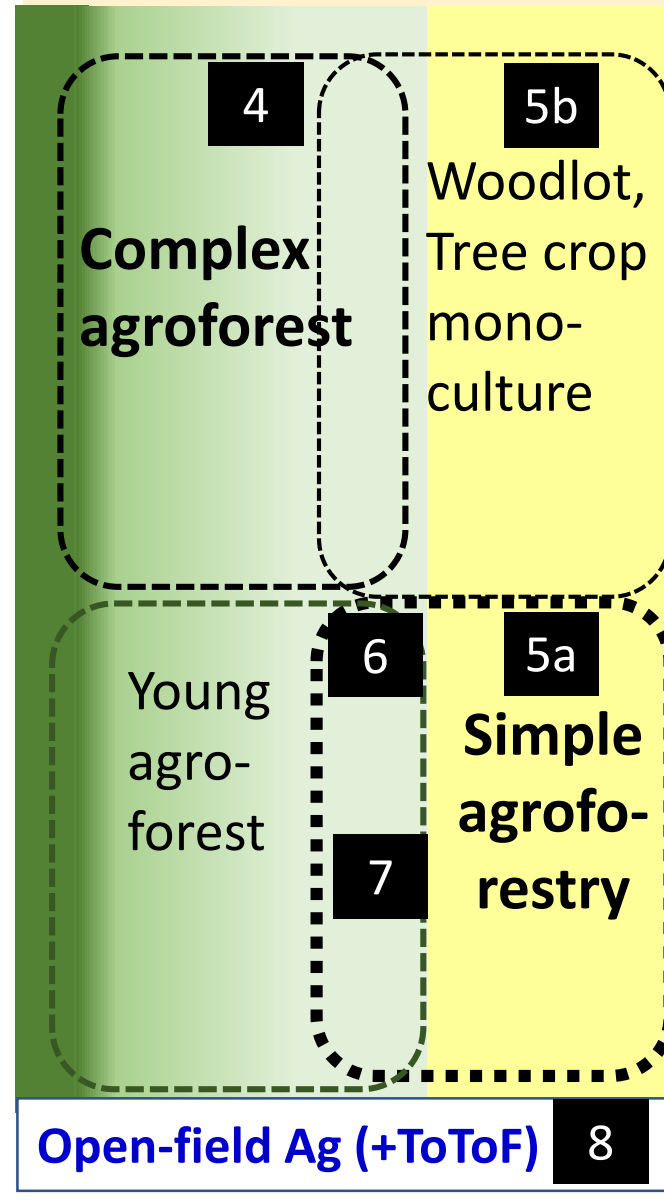 4
Complex
agroforest
5b
Woodlot,
Tree crop
mono-
culture
Young
agro-
forest
6
7
5a
Simple
agrofo-
restry
Open-field Ag (+ToToF)
8